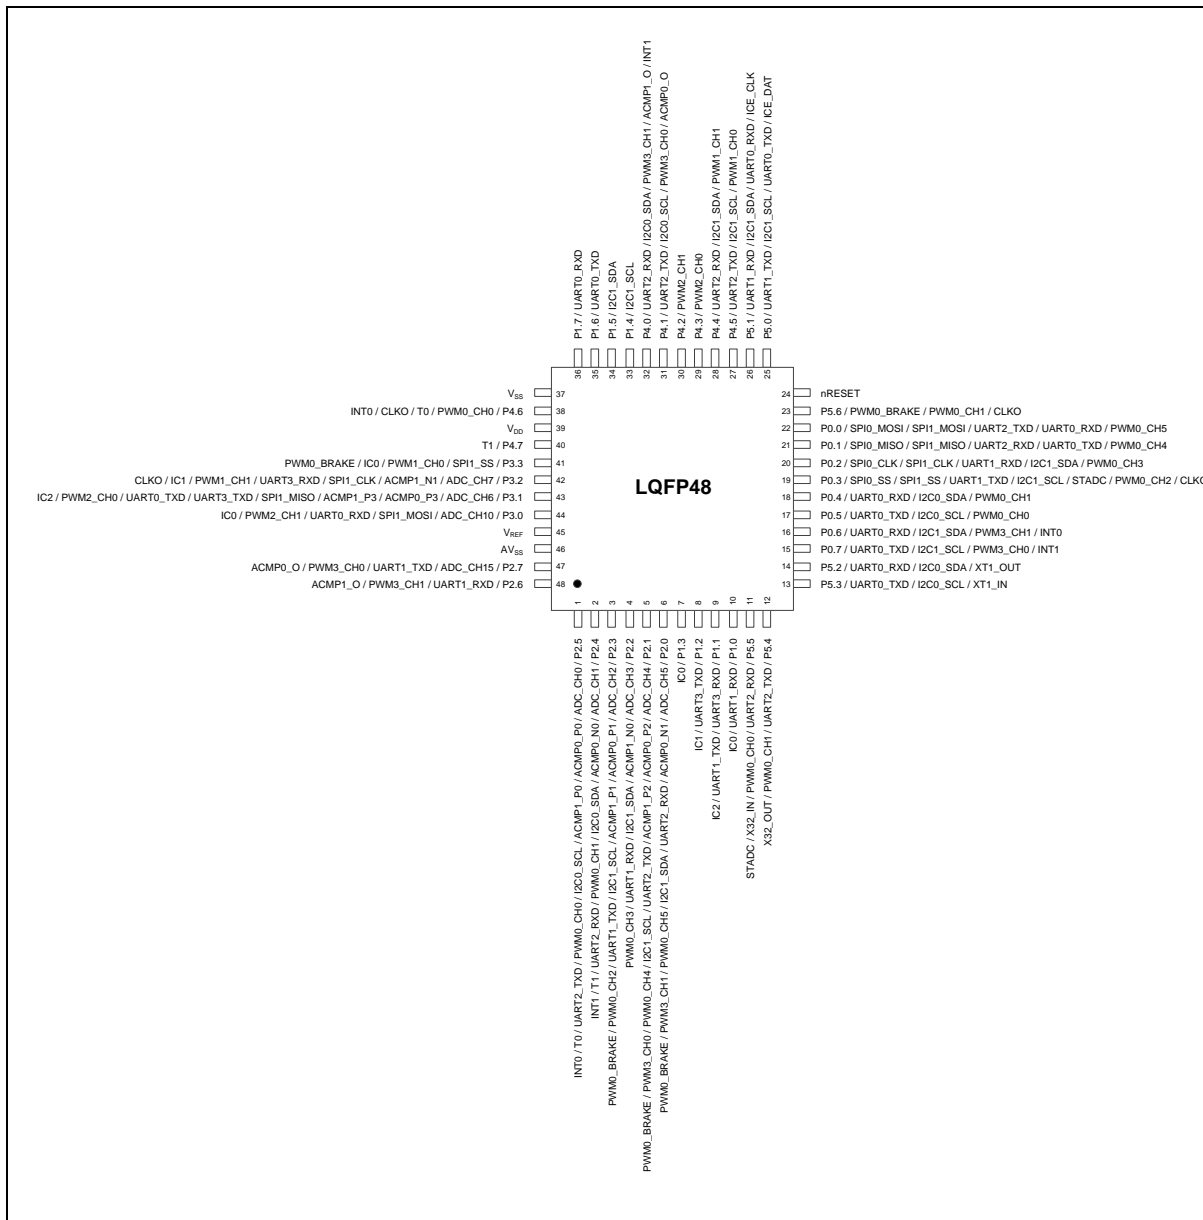 P1.7 / UART0_RXD
P1.6 / UART0_TXD
P1.5 / I2C1_SDA
P1.4 / I2C1_SCL
P4.0 / UART2_RXD / I2C0_SDA / PWM3_CH1 / ACMP1_O / INT1
P4.1 / UART2_TXD / I2C0_SCL / PWM3_CH0 / ACMP0_O
P4.2 / PWM2_CH1
P4.3 / PWM2_CH0
P4.4 / UART2_RXD / I2C1_SDA / PWM1_CH1
P4.5 / UART2_TXD / I2C1_SCL / PWM1_CH0
P5.1 / UART1_RXD / I2C1_SDA / UART0_RXD / ICE_CLK
P5.0 / UART1_TXD / I2C1_SCL / UART0_TXD / ICE_DAT
36 35 34 33 32 31 30 29 28 27 26 25
VSS 37
INT0 / CLKO / T0 / PWM0_CH0 / P4.6 38
VDD 39
T1 / P4.7 40
PWM0_BRAKE / IC0 / PWM1_CH0 / SPI1_SS / P3.3 41
CLKO / IC1 / PWM1_CH1 / UART3_RXD / SPI1_CLK / ACMP1_N1 / ADC_CH7 / P3.2 42
IC2 / PWM2_CH0 / UART0_TXD / UART3_TXD / SPI1_MISO / ACMP1_P3 / ACMP0_P3 / ADC_CH6 / P3.1 43
IC0 / PWM2_CH1 / UART0_RXD / SPI1_MOSI / ADC_CH10 / P3.0 44
VREF 45
AVSS 46
ACMP0_O / PWM3_CH0 / UART1_TXD / ADC_CH15 / P2.7 47
ACMP1_O / PWM3_CH1 / UART1_RXD / P2.6 48
LQFP48
24 nRESET
23 P5.6 / PWM0_BRAKE / PWM0_CH1 / CLKO
22 P0.0 / SPI0_MOSI / SPI1_MOSI / UART2_TXD / UART0_RXD / PWM0_CH5
21 P0.1 / SPI0_MISO / SPI1_MISO / UART2_RXD / UART0_TXD / PWM0_CH4
20 P0.2 / SPI0_CLK / SPI1_CLK / UART1_RXD / I2C1_SDA / PWM0_CH3
19 P0.3 / SPI0_SS / SPI1_SS / UART1_TXD / I2C1_SCL / STADC / PWM0_CH2 / CLKO
18 P0.4 / UART0_RXD / I2C0_SDA / PWM0_CH1
17 P0.5 / UART0_TXD / I2C0_SCL / PWM0_CH0
16 P0.6 / UART0_RXD / I2C1_SDA / PWM3_CH1 / INT0
15 P0.7 / UART0_TXD / I2C1_SCL / PWM3_CH0 / INT1
14 P5.2 / UART0_RXD / I2C0_SDA / XT1_OUT
13 P5.3 / UART0_TXD / I2C0_SCL / XT1_IN
1 2 3 4 5 6 7 8 9 10 11 12
INT0 / T0 / UART2_TXD / PWM0_CH0 / I2C0_SCL / ACMP1_P0 / ACMP0_P0 / ADC_CH0 / P2.5
INT1 / T1 / UART2_RXD / PWM0_CH1 / I2C0_SDA / ACMP0_N0 / ADC_CH1 / P2.4
PWM0_BRAKE / PWM0_CH2 / UART1_TXD / I2C1_SCL / ACMP1_P1 / ACMP0_P1 / ADC_CH2 / P2.3
PWM0_CH3 / UART1_RXD / I2C1_SDA / ACMP1_N0 / ADC_CH3 / P2.2
PWM0_BRAKE / PWM3_CH0 / PWM0_CH4 / I2C1_SCL / UART2_TXD / ACMP1_P2 / ACMP0_P2 / ADC_CH4 / P2.1
PWM0_BRAKE / PWM3_CH1 / PWM0_CH5 / I2C1_SDA / UART2_RXD / ACMP0_N1 / ADC_CH5 / P2.0
IC0 / P1.3
IC1 / UART3_TXD / P1.2
IC2 / UART1_TXD / UART3_RXD / P1.1
IC0 / UART1_RXD / P1.0
STADC / X32_IN / PWM0_CH0 / UART2_RXD / P5.5
X32_OUT / PWM0_CH1 / UART2_TXD / P5.4